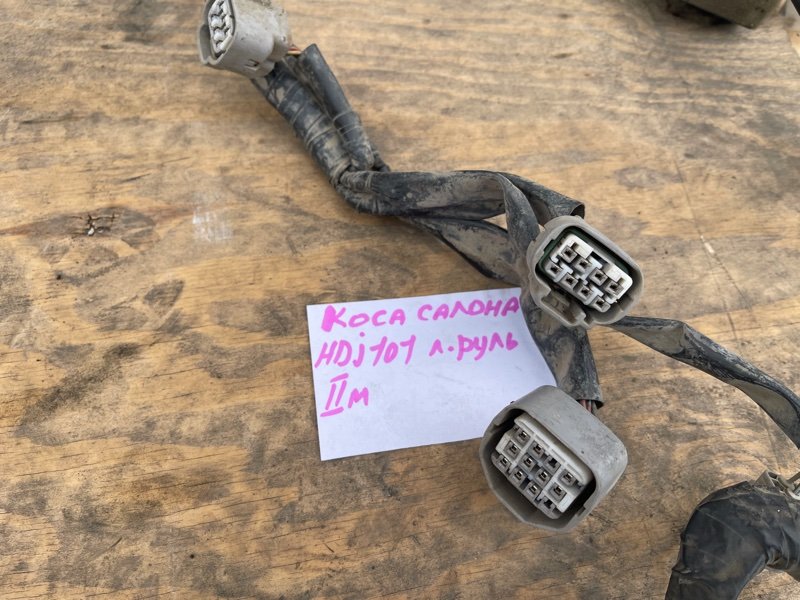 Коса салона
HDj101 л.руль
IIм